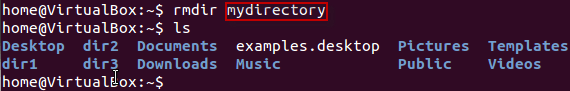 home@VirtualBox:~$ rmdir mydirectory
home@VirtualBox:~$ ls
Desktop dir2 Documents examples.desktop Pictures Templates
dir1 dir3 Downloads Music Public Videos
home@VirtualBox:~$